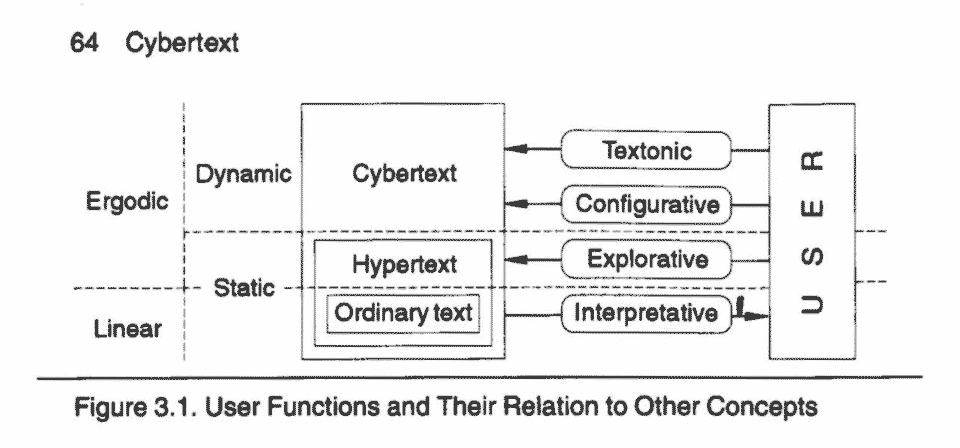 64 Cybertext
Textonic
Dynamic Cybertext
Ergodic Configurative
Hypertext Explorative
Static
Ordinary text Interpretative
Linear
USER
Figure 3.1. User Functions and Their Relation to Other Concepts